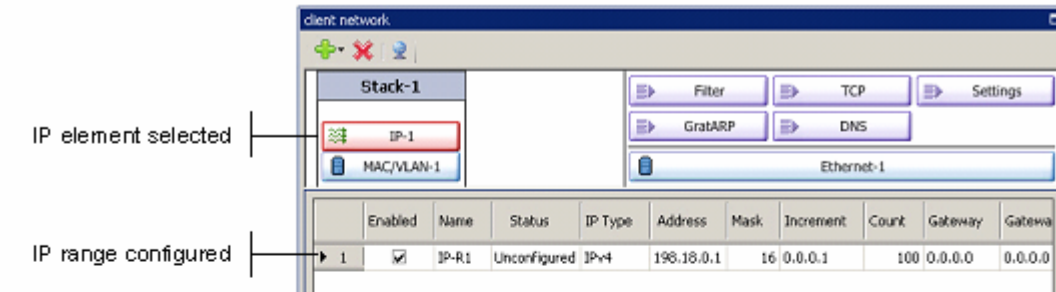 client network
Stack-1
Filter
TCP
Settings
IP element selected
IP-1
GratARP
DNS
MAC/VLAN-1
Ethernet-1
Enabled Name Status IP Type Address Mask Increment Count Gateway Gatewa
IP range configured
1 IP-R1 Unconfigured IPv4 198.18.0.1 16 0.0.0.1 100 0.0.0.0 0.0.0.0